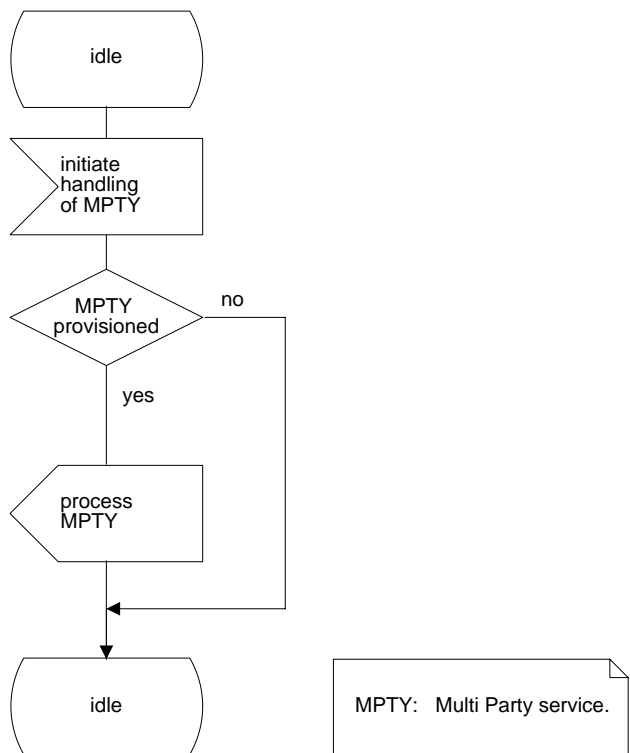 idle
initiate
handling
of MPTY
MPTY
provisioned
no
yes
process
MPTY
idle
MPTY: Multi Party service.